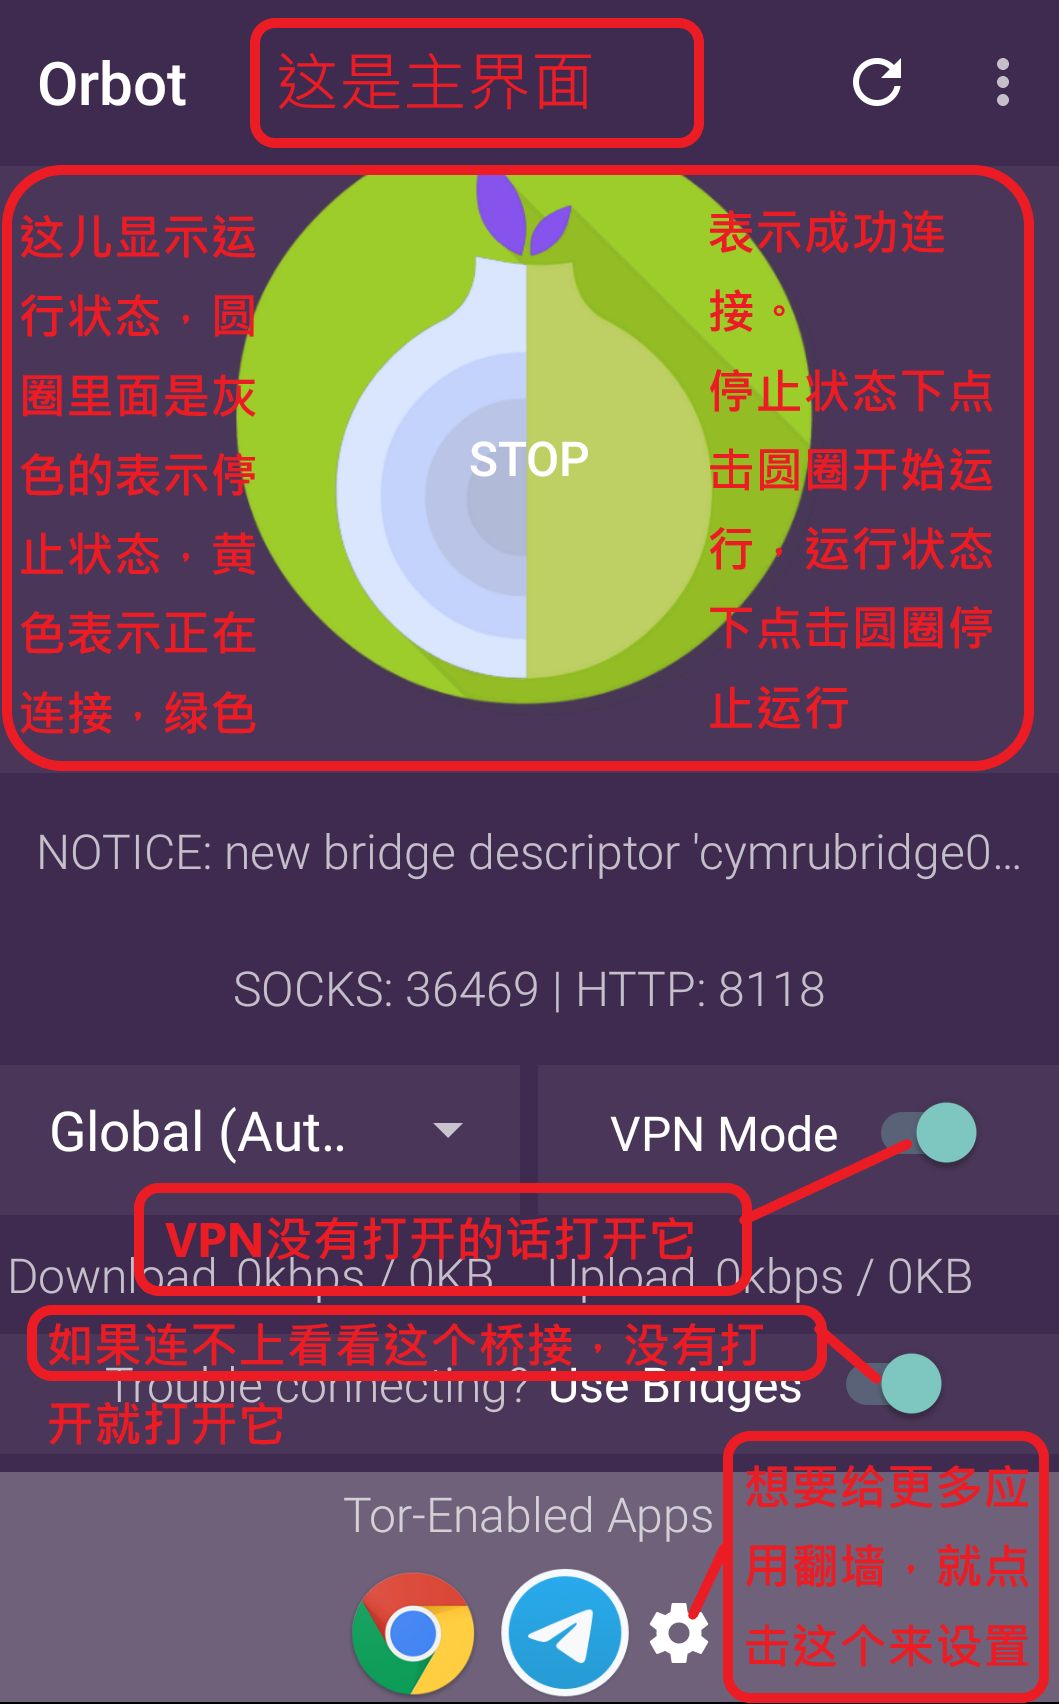 Orbot
这是主界面
这儿显示运
行状态，圆
圈里面是灰
色的表示停
止状态，黄
色表示正在
连接，绿色
表示成功连
接。
停止状态下点
击圆圈开始运
行，运行状态
下点击圆圈停
止运行
STOP
NOTICE: new bridge descriptor 'cymrubridge0...
SOCKS: 36469 | HTTP: 8118
Global (Aut..
VPN Mode
VPN没有打开的话打开它
Download 0kbps / 0KB
Upload 0kbps / 0KB
如果连不上看看这个桥接，没有打
开就打开它
Trouble connecting? Use Bridges
Tor-Enabled Apps
想要给更多应
用翻墙，就点
击这个来设置